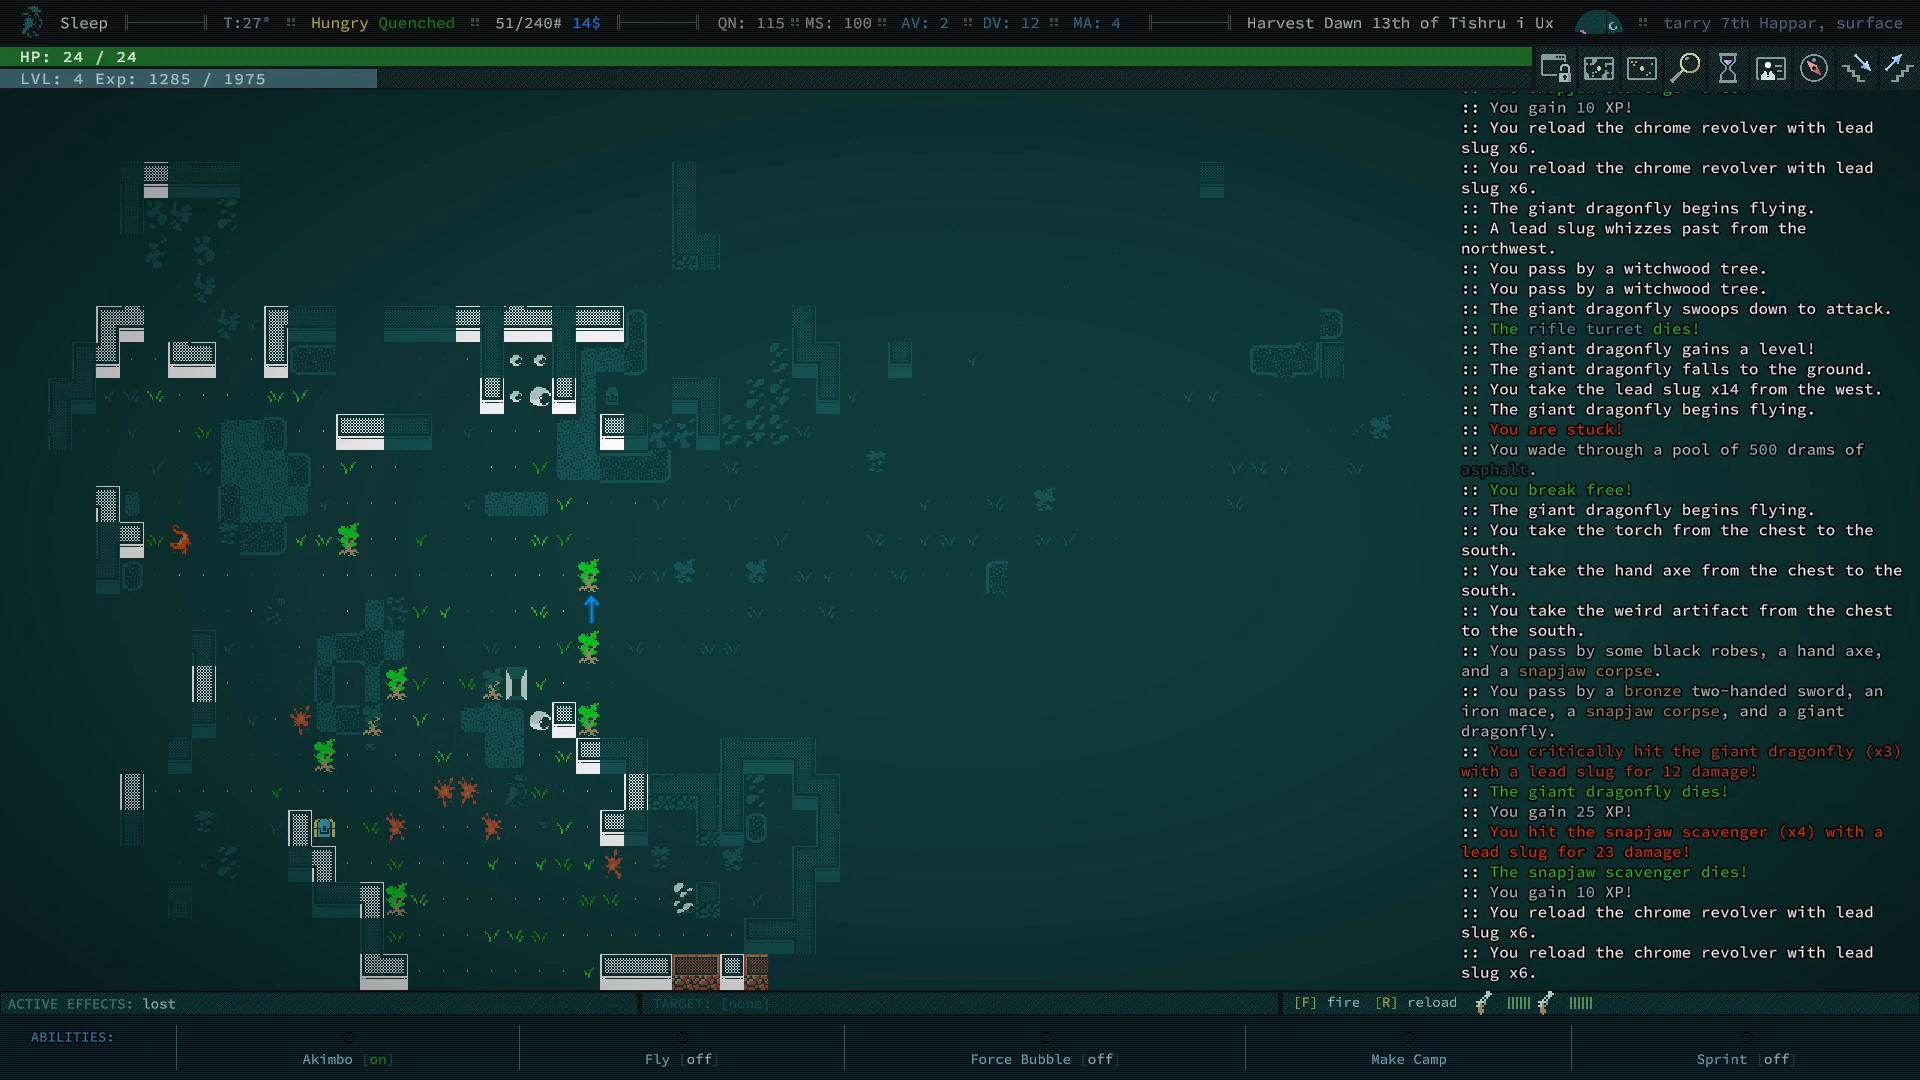 Sleep T:27° :: Hungry Quenched :: 51/240# 14$ QN: 115 :: MS: 100 :: AV: 2 :: DV: 12 :: MA: 4 Harvest Dawn 13th of Tishru i Ux :: tarry 7th Happar, surface
HP: 24 / 24
LVL: 4 Exp: 1285 / 1975
:: The snapjaw scavenger dies!
:: You gain 10 XP!
:: You reload the chrome revolver with lead
slug x6.
:: You reload the chrome revolver with lead
slug x6.
:: The giant dragonfly begins flying.
:: A lead slug whizzes past from the
northwest.
:: You pass by a witchwood tree.
:: You pass by a witchwood tree.
:: The giant dragonfly swoops down to attack.
:: The rifle turret dies!
:: The giant dragonfly gains a level!
:: The giant dragonfly falls to the ground.
:: You take the lead slug x14 from the west.
:: The giant dragonfly begins flying.
:: You are stuck!
:: You wade through a pool of 500 drams of
asphalt.
:: You break free!
:: The giant dragonfly begins flying.
:: You take the torch from the chest to the
south.
:: You take the hand axe from the chest to the
south.
:: You take the weird artifact from the chest
to the south.
:: You pass by some black robes, a hand axe,
and a snapjaw corpse.
:: You pass by a bronze two-handed sword, an
iron mace, a snapjaw corpse, and a giant
dragonfly.
:: You critically hit the giant dragonfly (x3)
with a lead slug for 12 damage!
:: The giant dragonfly dies!
:: You gain 25 XP!
:: You hit the snapjaw scavenger (x4) with a
lead slug for 23 damage!
:: The snapjaw scavenger dies!
:: You gain 10 XP!
:: You reload the chrome revolver with lead
slug x6.
:: You reload the chrome revolver with lead
slug x6.
ACTIVE EFFECTS: lost TARGET: [none] [F] fire [R] reload
ABILITIES: Akimbo [on] Fly [off] Force Bubble [off] Make Camp Sprint [off]